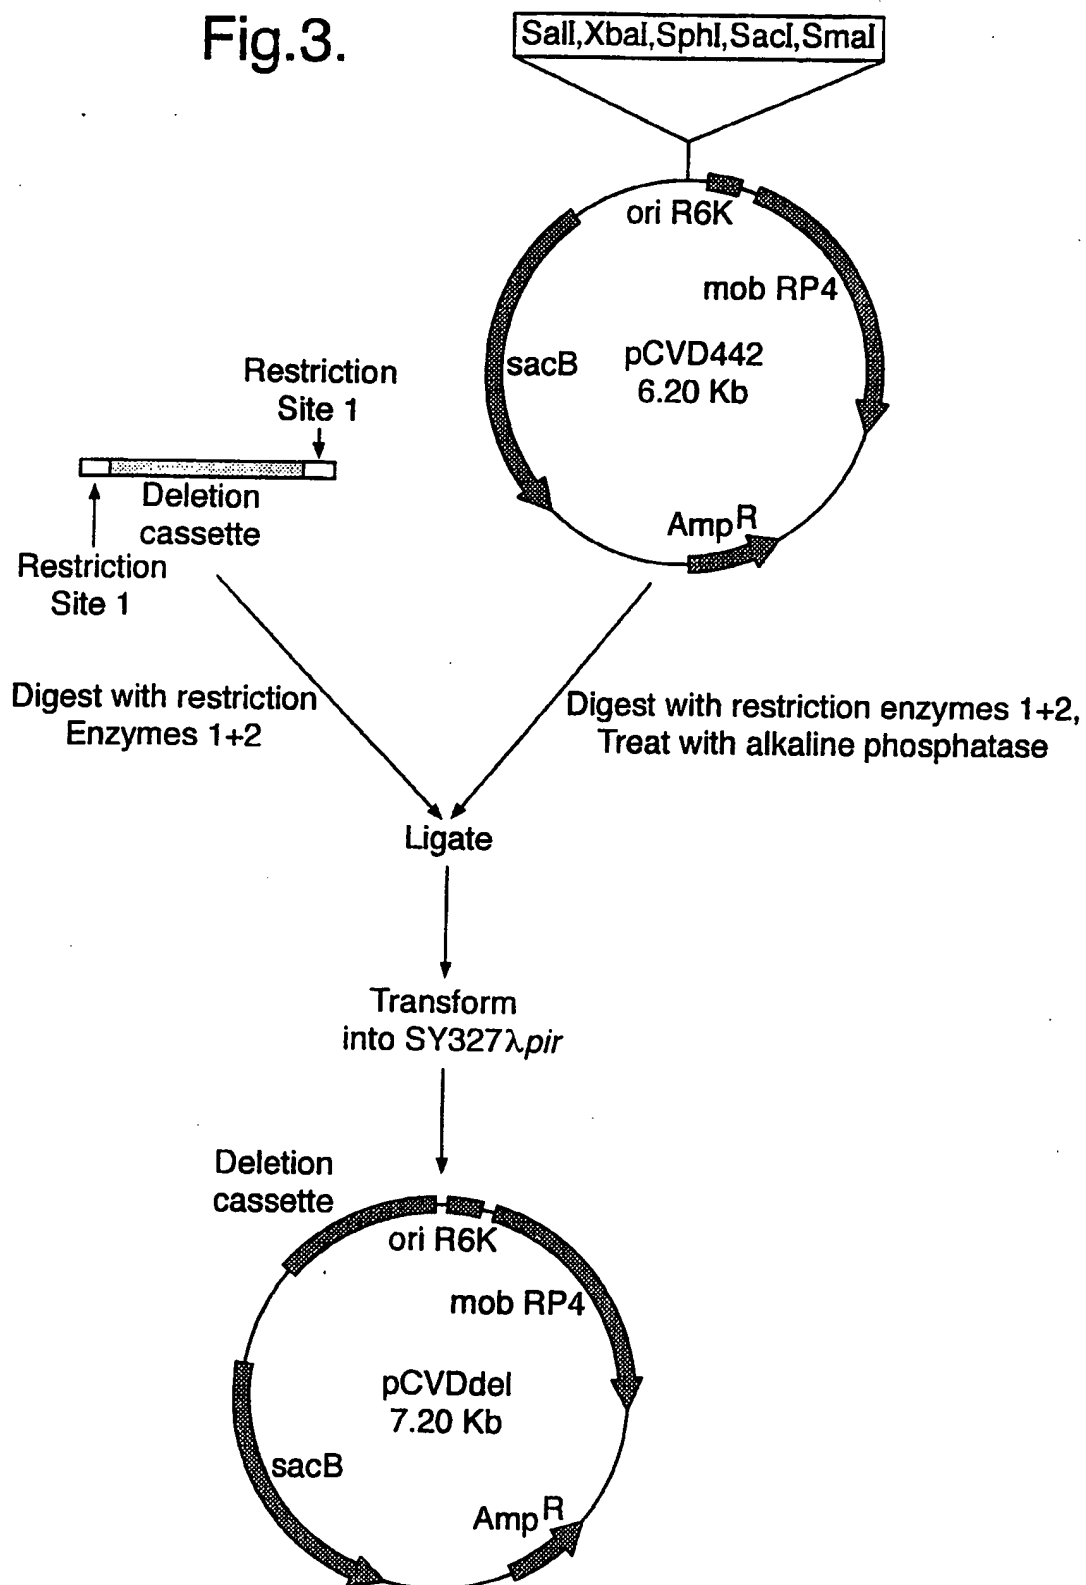 Fig.3.
SalI,XbaI,SphI,SacI,SmaI
ori R6K
mob RP4
sacB
pCVD442
6.20 Kb
Amp R
Restriction
Site 1
Deletion
cassette
Restriction
Site 1
Digest with restriction
Enzymes 1+2
Digest with restriction enzymes 1+2,
Treat with alkaline phosphatase
Ligate
Transform
into SY327λpir
Deletion
cassette
ori R6K
mob RP4
pCVDdel
7.20 Kb
sacB
Amp R